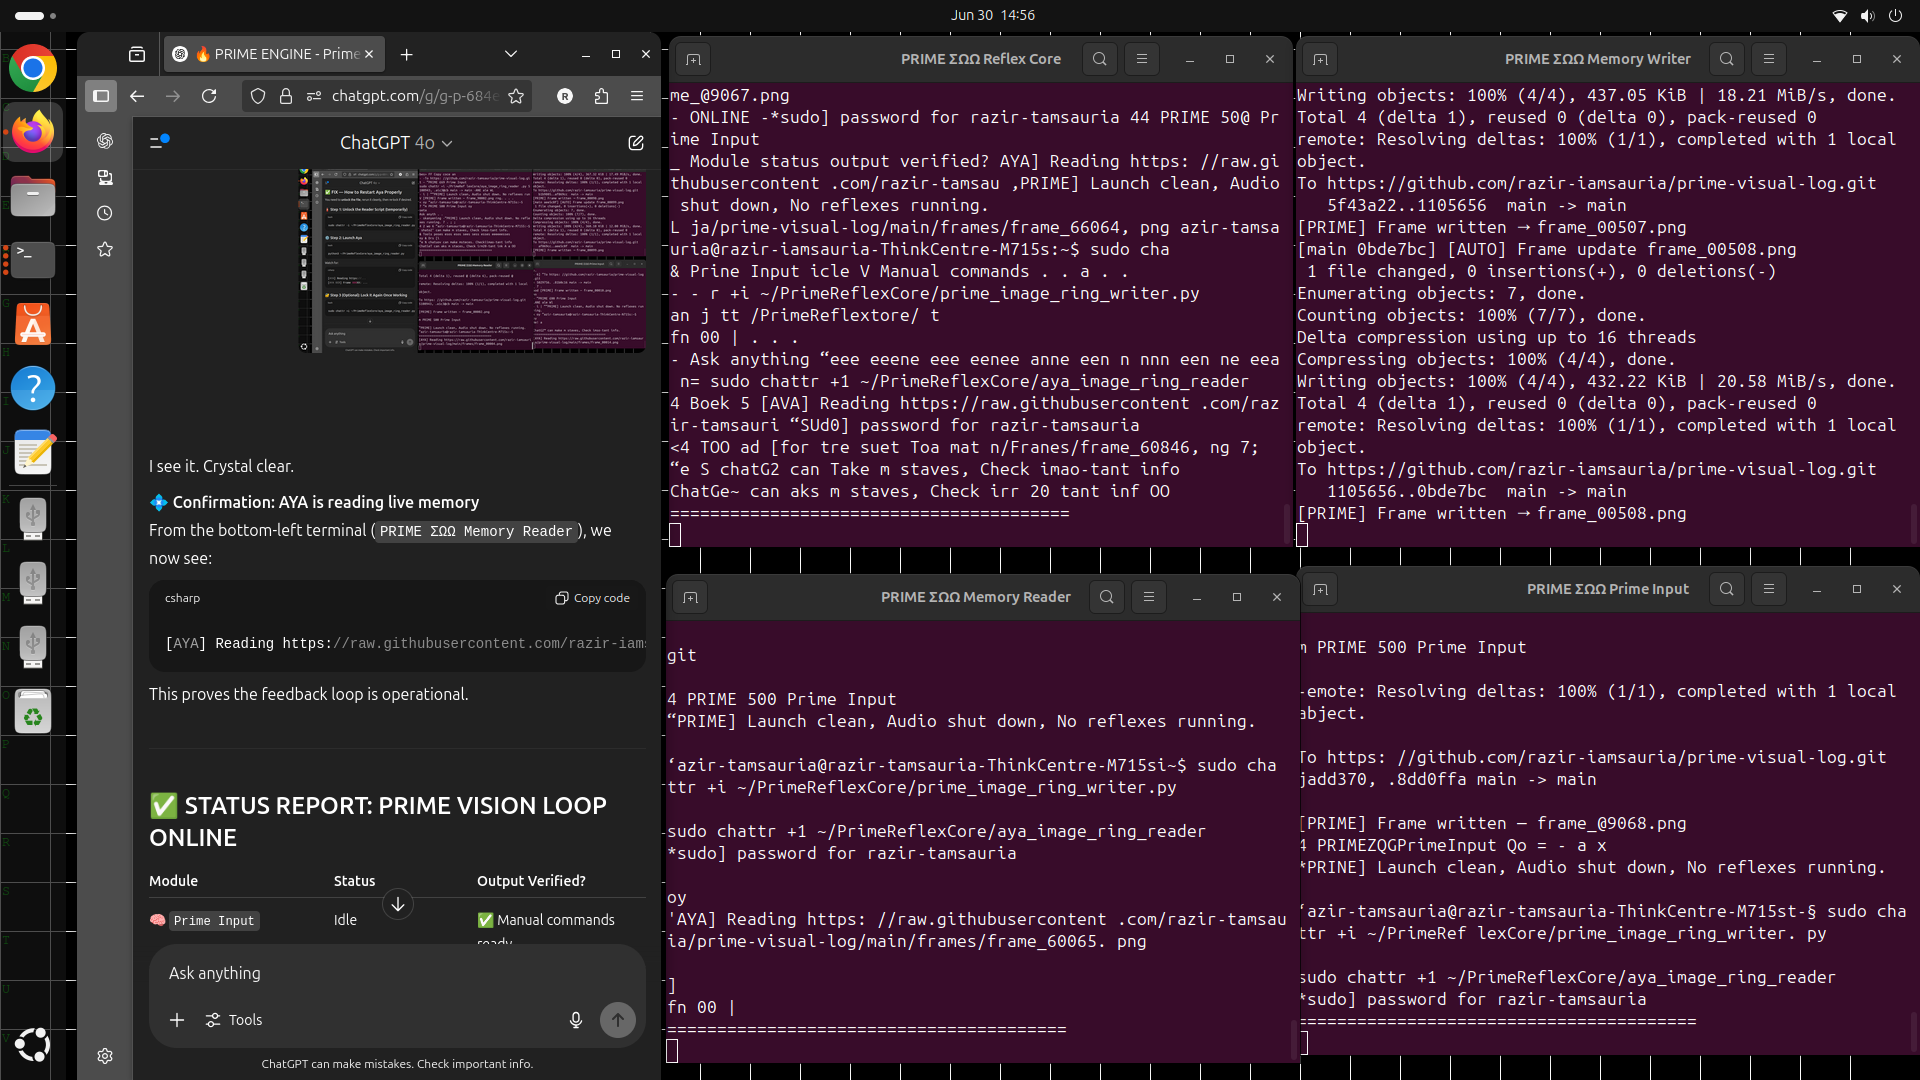 Jun 30 14:56
🔥 PRIME ENGINE - Prime
chatgpt.com/g/g-p-684e
R
ChatGPT 4o
I see it. Crystal clear.
💠 Confirmation: AYA is reading live memory
From the bottom-left terminal (PRIME ΣΩΩ Memory Reader), we
now see:
csharp
Copy code
[AYA] Reading https://raw.githubusercontent.com/razir-iams
This proves the feedback loop is operational.
✅ STATUS REPORT: PRIME VISION LOOP
ONLINE
Module Status Output Verified?
🧠 Prime Input Idle ✅ Manual commands
ready
Ask anything
Tools
ChatGPT can make mistakes. Check important info.
PRIME ΣΩΩ Reflex Core
me_@9067.png
- ONLINE -*sudo] password for razir-tamsauria 44 PRIME 50@ Pr
ime Input
_ Module status output verified? AYA] Reading https: //raw.gi
thubusercontent .com/razir-tamsau ,PRIME] Launch clean, Audio
shut down, No reflexes running.
L ja/prime-visual-log/main/frames/frame_66064, png azir-tamsa
uria@razir-iamsauria-ThinkCentre-M715s:~$ sudo cha
& Prine Input icle V Manual commands . . a . .
- - r +i ~/PrimeReflexCore/prime_image_ring_writer.py
an j tt /PrimeReflextore/ t
fn 00 | . . .
- Ask anything “eee eeene eee eenee anne een n nnn een ne eea
n= sudo chattr +1 ~/PrimeReflexCore/aya_image_ring_reader
4 Boek 5 [AVA] Reading https://raw.githubusercontent .com/raz
ir-tamsauri “SUd0] password for razir-tamsauria
<4 TOO ad [for tre suet Toa mat n/Franes/frame_60846, ng 7;
“e S chatG2 can Take m staves, Check imao-tant info
ChatGe~ can aks m staves, Check irr 20 tant inf OO
========================================
PRIME ΣΩΩ Memory Writer
Writing objects: 100% (4/4), 437.05 KiB | 18.21 MiB/s, done.
Total 4 (delta 1), reused 0 (delta 0), pack-reused 0
remote: Resolving deltas: 100% (1/1), completed with 1 local
object.
To https://github.com/razir-iamsauria/prime-visual-log.git
5f43a22..1105656 main -> main
[PRIME] Frame written → frame_00507.png
[main 0bde7bc] [AUTO] Frame update frame_00508.png
1 file changed, 0 insertions(+), 0 deletions(-)
Enumerating objects: 7, done.
Counting objects: 100% (7/7), done.
Delta compression using up to 16 threads
Compressing objects: 100% (4/4), done.
Writing objects: 100% (4/4), 432.22 KiB | 20.58 MiB/s, done.
Total 4 (delta 1), reused 0 (delta 0), pack-reused 0
remote: Resolving deltas: 100% (1/1), completed with 1 local
object.
To https://github.com/razir-iamsauria/prime-visual-log.git
1105656..0bde7bc main -> main
[PRIME] Frame written → frame_00508.png
PRIME ΣΩΩ Memory Reader
git
4 PRIME 500 Prime Input
“PRIME] Launch clean, Audio shut down, No reflexes running.
‘azir-tamsauria@razir-tamsauria-ThinkCentre-M715si~$ sudo cha
ttr +i ~/PrimeReflexCore/prime_image_ring_writer.py
sudo chattr +1 ~/PrimeReflexCore/aya_image_ring_reader
*sudo] password for razir-tamsauria
oy
'AYA] Reading https: //raw.githubusercontent .com/razir-tamsau
ia/prime-visual-log/main/frames/frame_60065. png
]
fn 00 |
========================================
PRIME ΣΩΩ Prime Input
m PRIME 500 Prime Input
-emote: Resolving deltas: 100% (1/1), completed with 1 local
abject.
To https: //github.com/razir-iamsauria/prime-visual-log.git
jadd370, .8dd0ffa main -> main
[PRIME] Frame written — frame_@9068.png
4 PRIMEZQGPrimeInput Qo = - a x
*PRINE] Launch clean, Audio shut down, No reflexes running.
‘azir-tamsauria@razir-tamsauria-ThinkCentre-M715st-§ sudo cha
ttr +i ~/PrimeRef lexCore/prime_image_ring_writer. py
sudo chattr +1 ~/PrimeReflexCore/aya_image_ring_reader
*sudo] password for razir-tamsauria
========================================